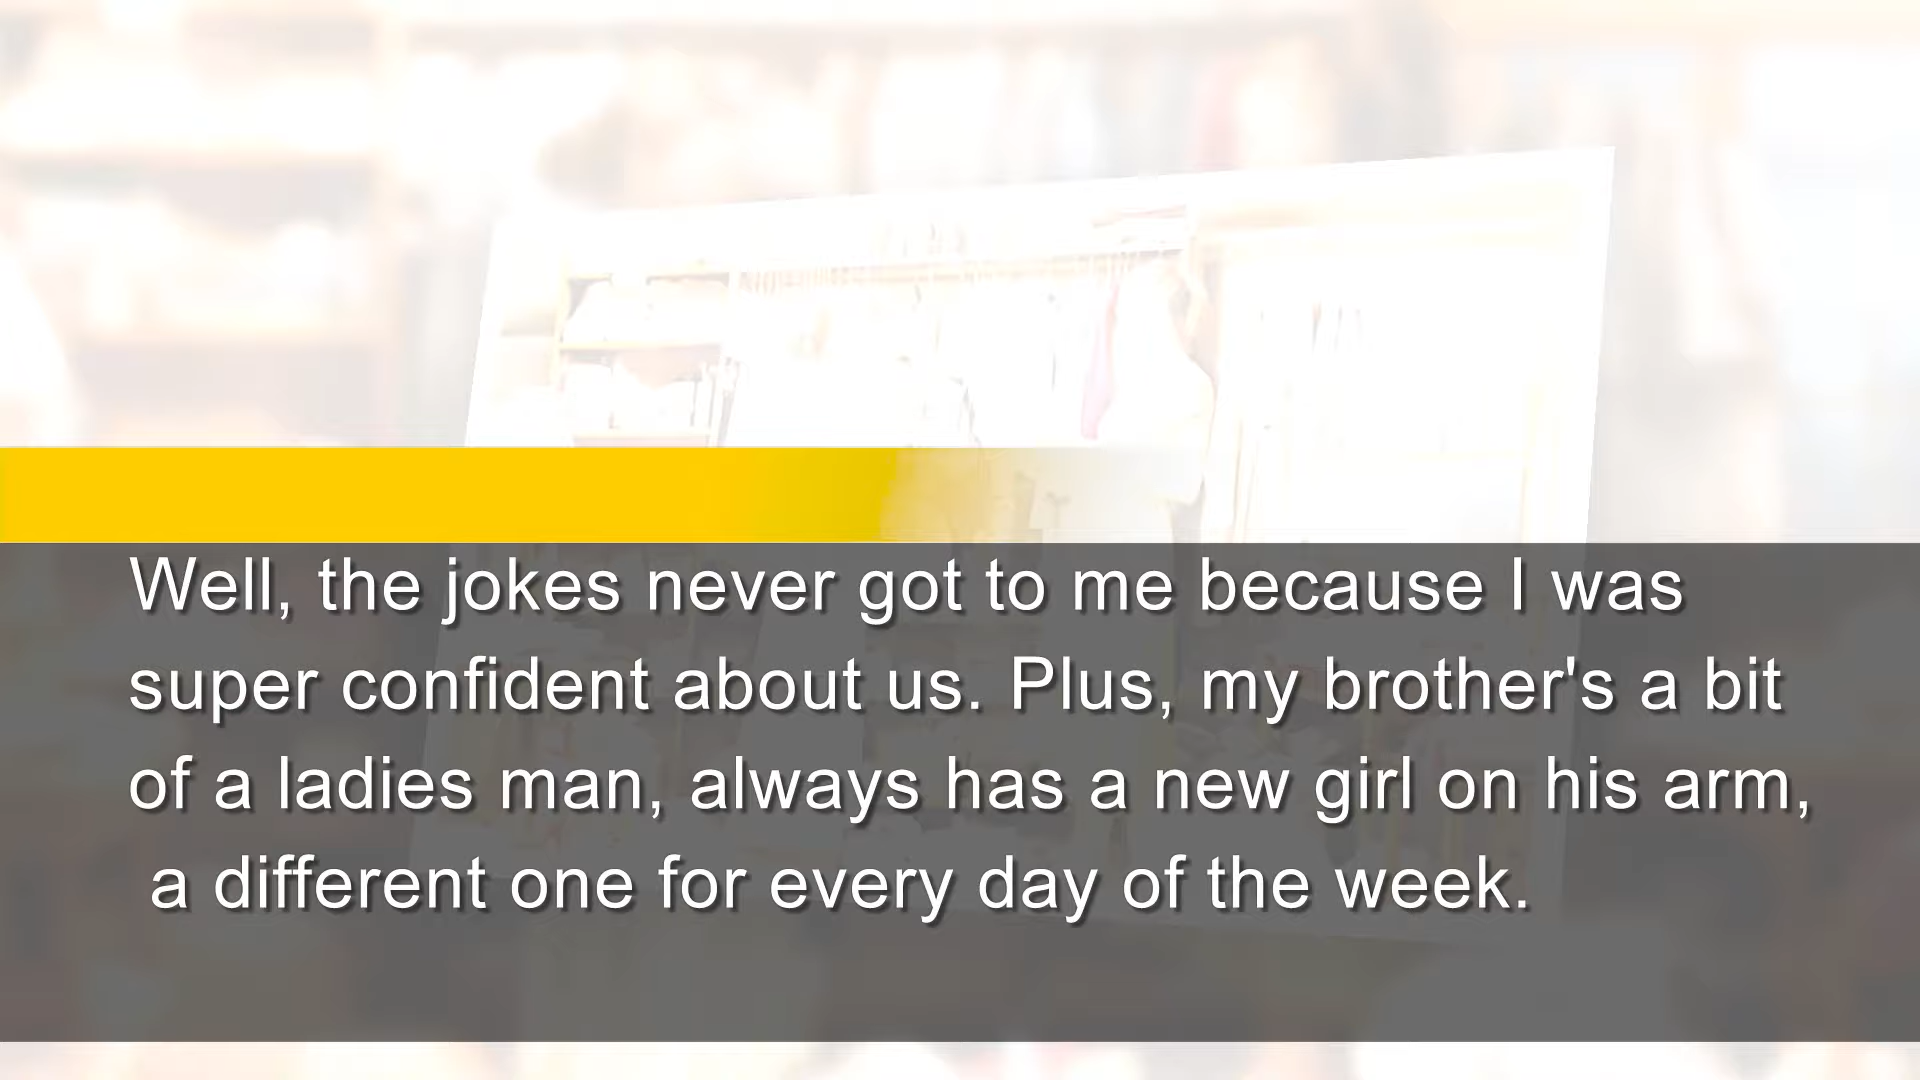 Well, the jokes never got to me because I was
super confident about us. Plus, my brother's a bit
of a ladies man, always has a new girl on his arm,
a different one for every day of the week.